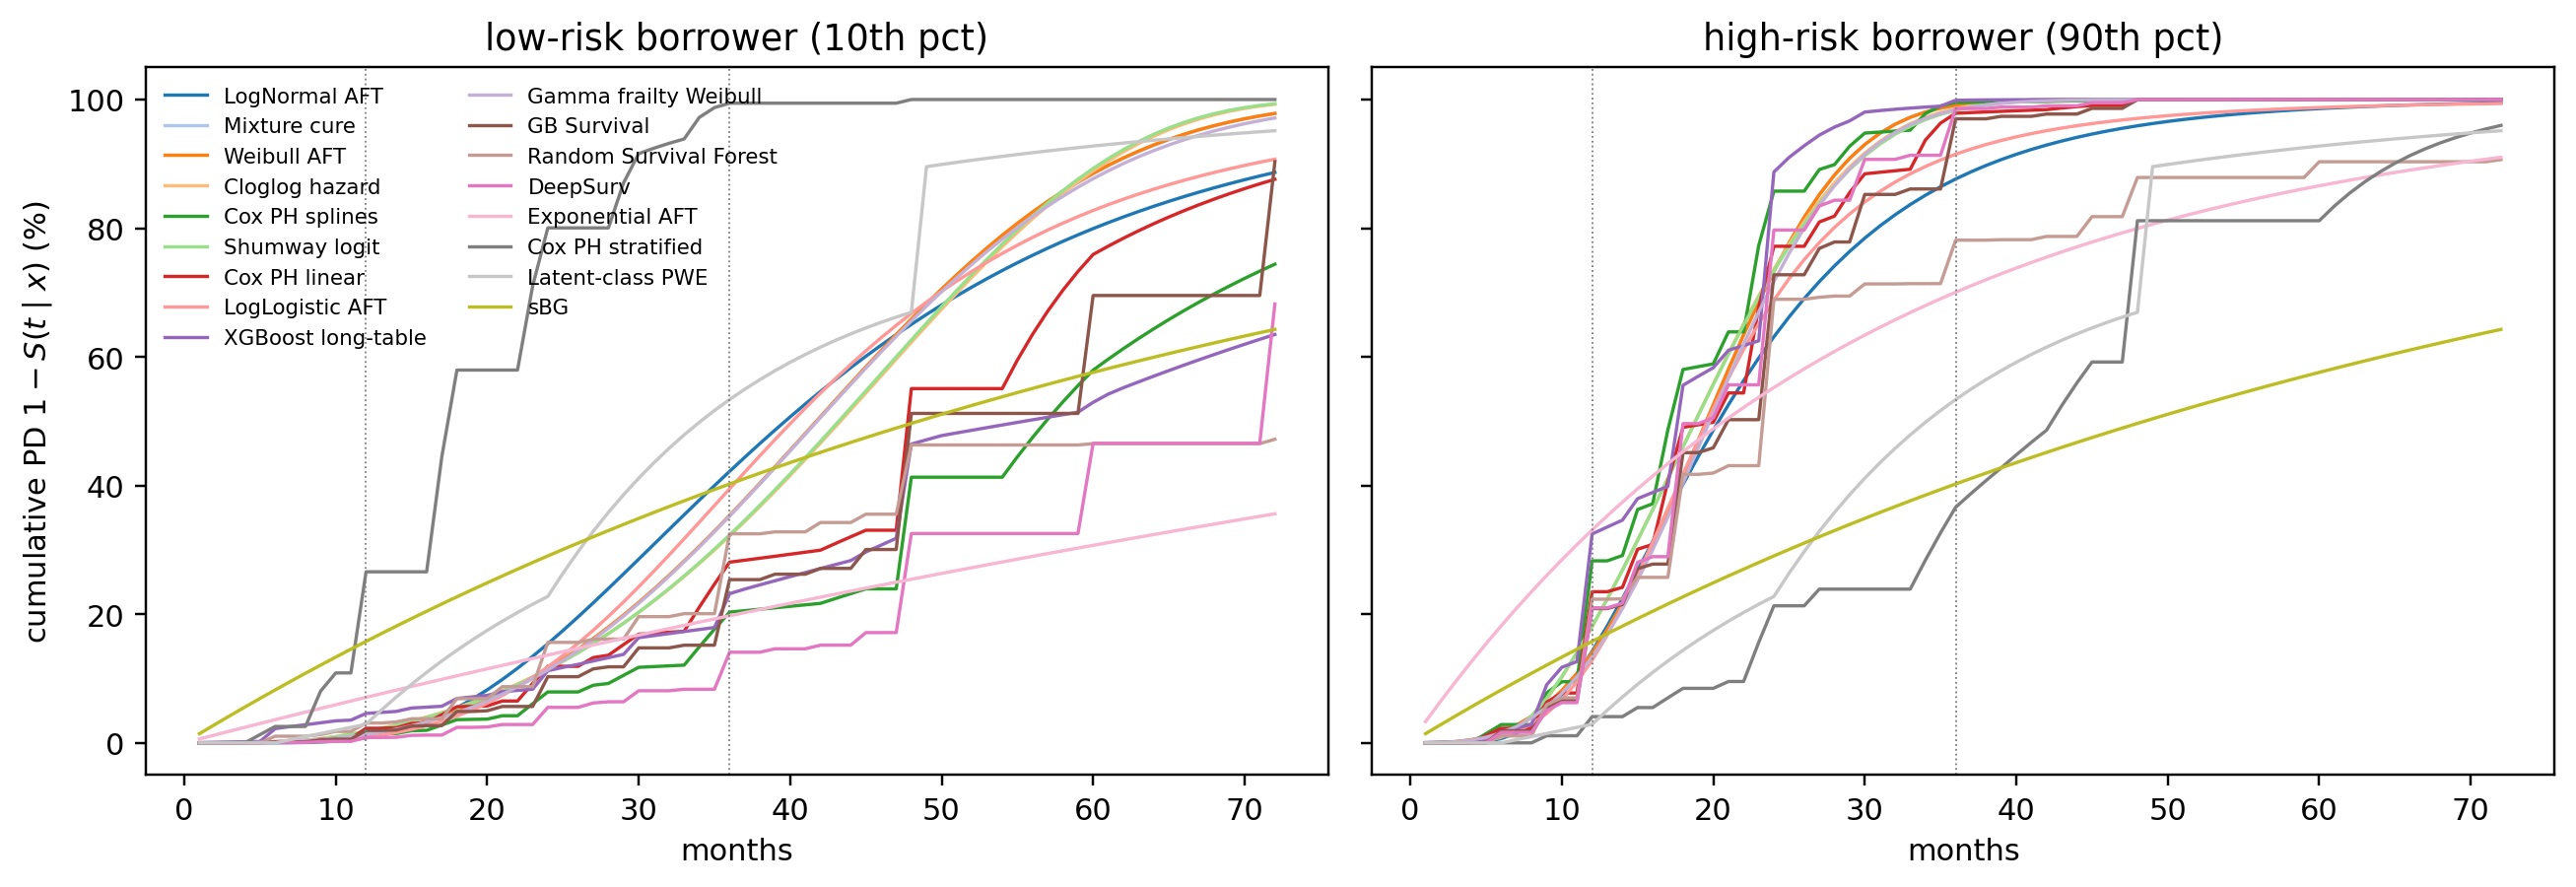 low-risk borrower (10th pct)
high-risk borrower (90th pct)
cumulative PD 1 − S(t | x) (%)
100
80
60
40
20
0
LogNormal AFT
Mixture cure
Weibull AFT
Cloglog hazard
Cox PH splines
Shumway logit
Cox PH linear
LogLogistic AFT
XGBoost long-table
Gamma frailty Weibull
GB Survival
Random Survival Forest
DeepSurv
Exponential AFT
Cox PH stratified
Latent-class PWE
sBG
0 10 20 30 40 50 60 70
0 10 20 30 40 50 60 70
months
months